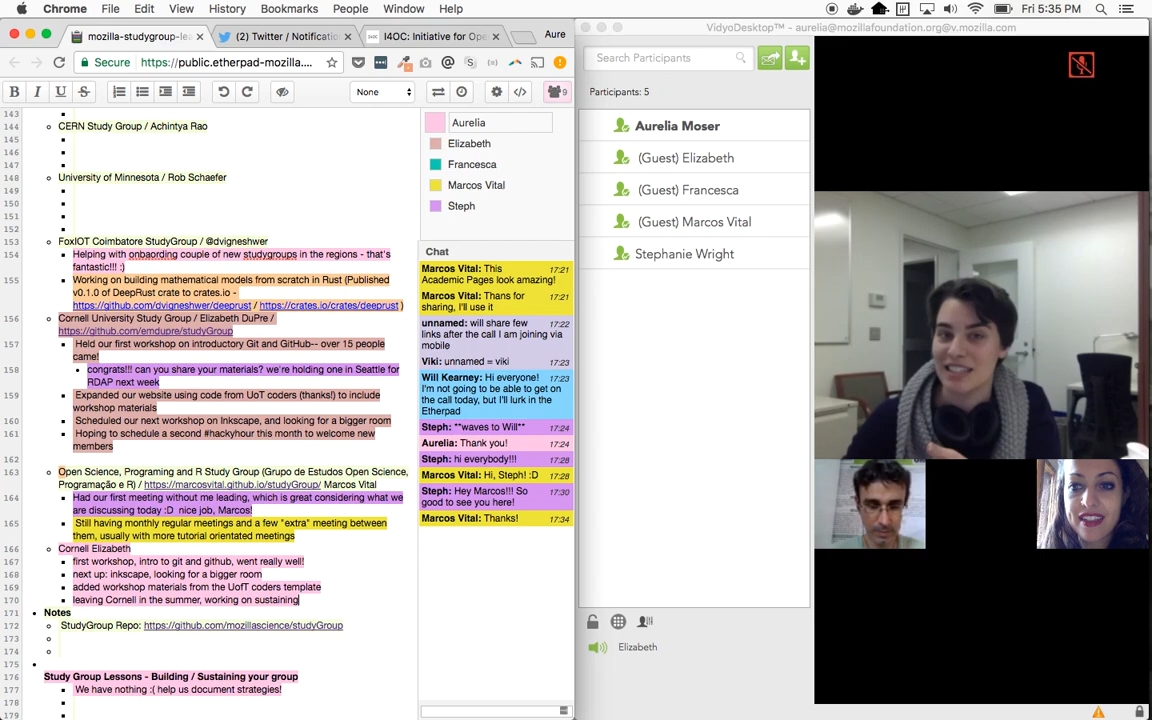 Chrome File Edit View History Bookmarks People Window Help
Fri 5:35 PM
mozilla-studygroup-lea
(2) Twitter / Notificatio
I4OC: Initiative for Ope
Aure
Secure https://public.etherpad-mozilla....
None
9
143
144 CERN Study Group / Achintya Rao
145
146
147
148 University of Minnesota / Rob Schaefer
149
150
151
152
153 FoxIOT Coimbatore StudyGroup / @dvigneshwer
154 Helping with onbaording couple of new studygroups in the regions - that's
fantastic!!! :)
155 Working on building mathematical models from scratch in Rust (Published
v0.1.0 of DeepRust crate to crates.io -
https://github.com/dvigneshwer/deeprust / https://crates.io/crates/deeprust )
156 Cornell University Study Group / Elizabeth DuPre /
https://github.com/emdupre/studyGroup
157 Held our first workshop on introductory Git and GitHub-- over 15 people
came!
158 congrats!!! can you share your materials? we're holding one in Seattle for
RDAP next week
159 Expanded our website using code from UoT coders (thanks!) to include
workshop materials
160 Scheduled our next workshop on Inkscape, and looking for a bigger room
161 Hoping to schedule a second #hackyhour this month to welcome new
members
162
163 Open Science, Programing and R Study Group (Grupo de Estudos Open Science,
Programação e R) / https://marcosvital.github.io/studyGroup/ Marcos Vital
164 Had our first meeting without me leading, which is great considering what we
are discussing today :D nice job, Marcos!
165 Still having monthly regular meetings and a few "extra" meeting between
them, usually with more tutorial orientated meetings
166 Cornell Elizabeth
167 first workshop, intro to git and github, went really well!
168 next up: inkscape, looking for a bigger room
169 added workshop materials from the UofT coders template
170 leaving Cornell in the summer, working on sustaining
171 Notes
172 StudyGroup Repo: https://github.com/mozillascience/studyGroup
173
174
175
176 Study Group Lessons - Building / Sustaining your group
177 We have nothing :( help us document strategies!
178
179
Aurelia
Elizabeth
Francesca
Marcos Vital
Steph
Chat
Marcos Vital: This 17:21
Academic Pages look amazing!
Marcos Vital: Thans for 17:21
sharing, I'll use it
unnamed: will share few 17:22
links after the call I am joining via
mobile
Viki: unnamed = viki 17:23
Will Kearney: Hi everyone! 17:23
I'm not going to be able to get on
the call today, but I'll lurk in the
Etherpad
Steph: **waves to Will** 17:24
Aurelia: Thank you! 17:24
Steph: hi everybody!!! 17:28
Marcos Vital: Hi, Steph! :D 17:28
Steph: Hey Marcos!!! So 17:30
good to see you here!
Marcos Vital: Thanks! 17:34
VidyoDesktop™ - aurelia@mozillafoundation.org@v.mozilla.com
Search Participants
Participants: 5
Aurelia Moser
(Guest) Elizabeth
(Guest) Francesca
(Guest) Marcos Vital
Stephanie Wright
Elizabeth